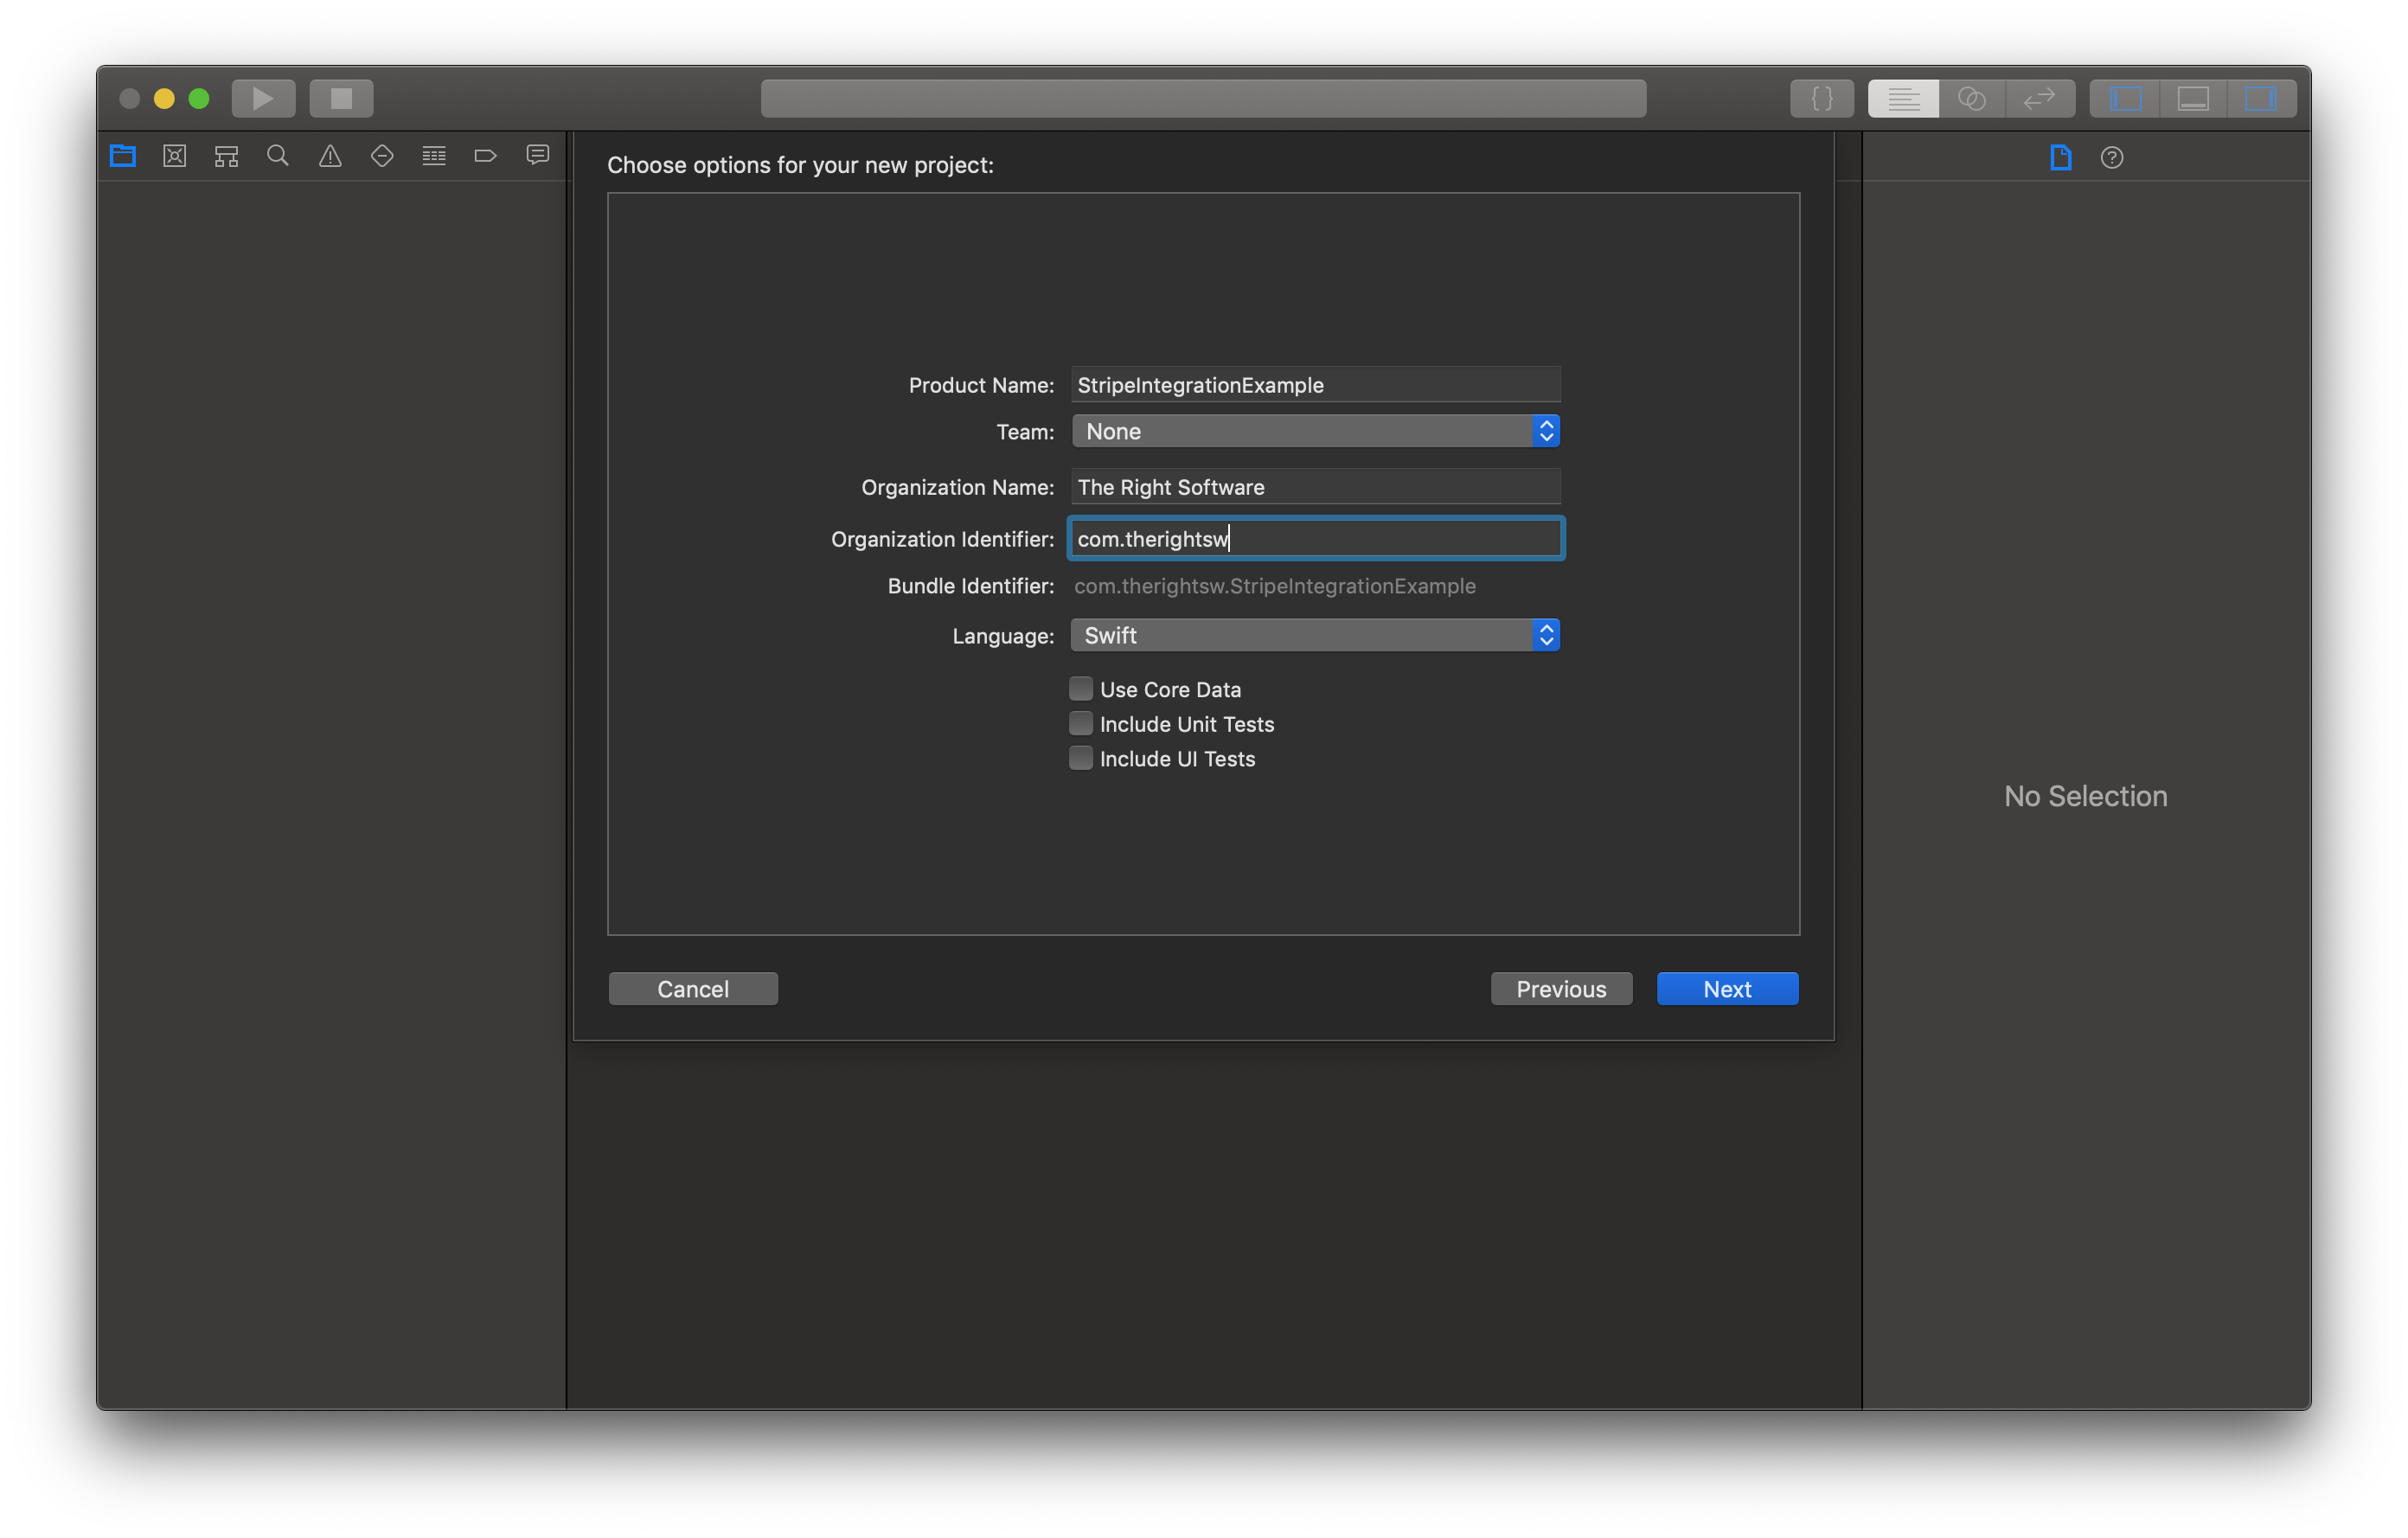 Choose options for your new project:
Product Name: StripeIntegrationExample
Team: None
Organization Name: The Right Software
Organization Identifier: com.therightsw
Bundle Identifier: com.therightsw.StripeIntegrationExample
Language: Swift
Use Core Data
Include Unit Tests
Include UI Tests
No Selection
Cancel Previous Next